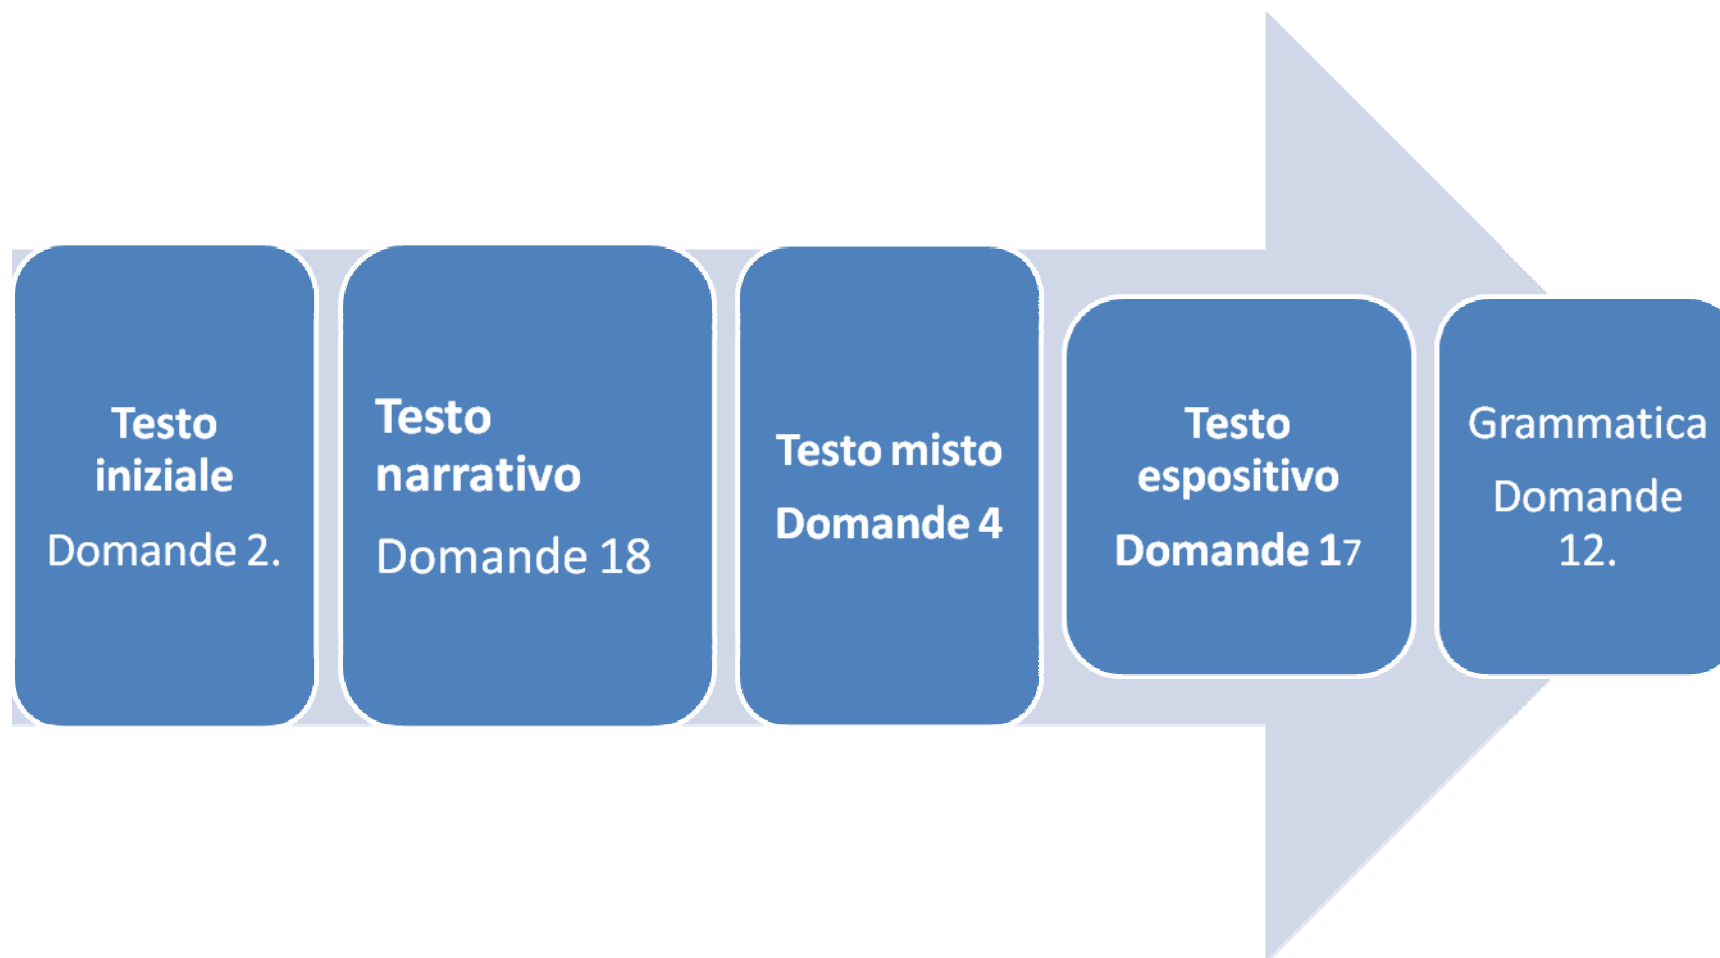 Testo
iniziale
Domande 2.
Testo
narrativo
Domande 18
Testo misto
Domande 4
Testo
espositivo
Domande 17
Grammatica
Domande
12.